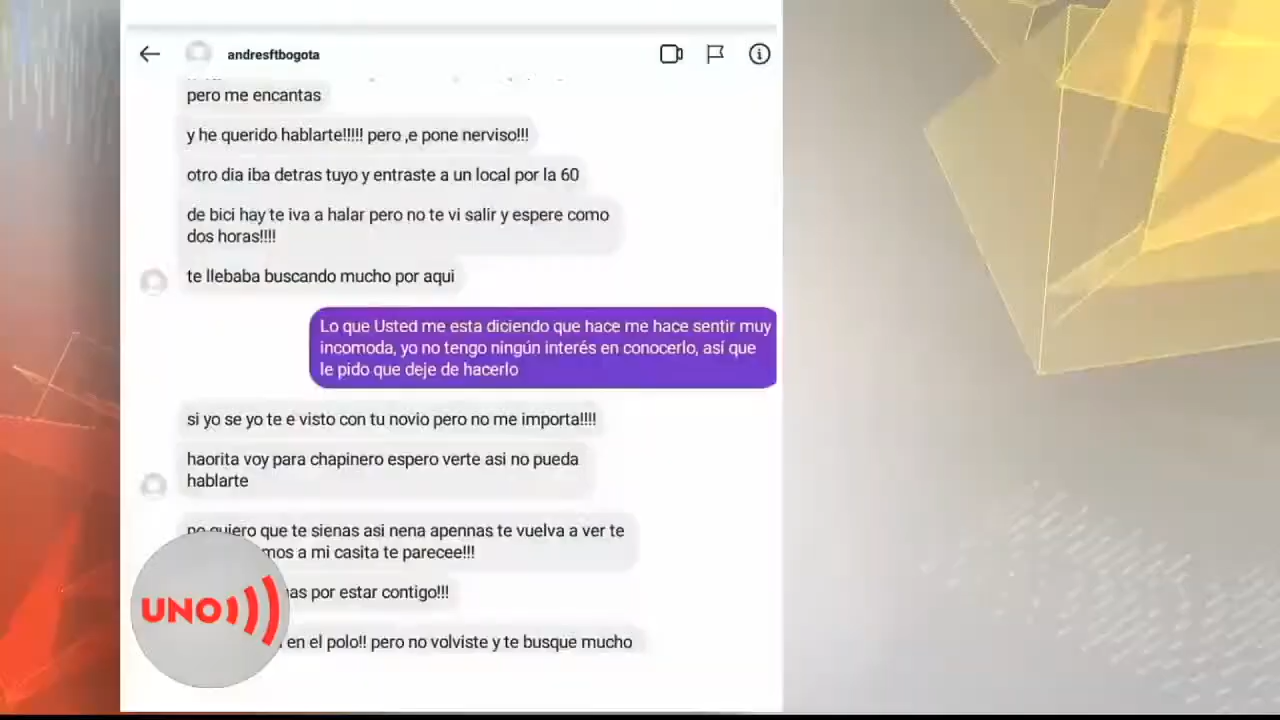 andresftbogota
pero me encantas
y he querido hablarte!!!!! pero ,e pone nerviso!!!
otro dia iba detras tuyo y entraste a un local por la 60
de bici hay te iva a halar pero no te vi salir y espere como
dos horas!!!!
te llebaba buscando mucho por aqui
Lo que Usted me esta diciendo que hace me hace sentir muy
incomoda, yo no tengo ningún interés en conocerlo, así que
le pido que deje de hacerlo
si yo se yo te e visto con tu novio pero no me importa!!!!
haorita voy para chapinero espero verte asi no pueda
hablarte
no quiero que te sienas asi nena apennas te vuelva a ver te
mos a mi casita te parecee!!!
as por estar contigo!!!
en el polo!! pero no volviste y te busque mucho
UNO